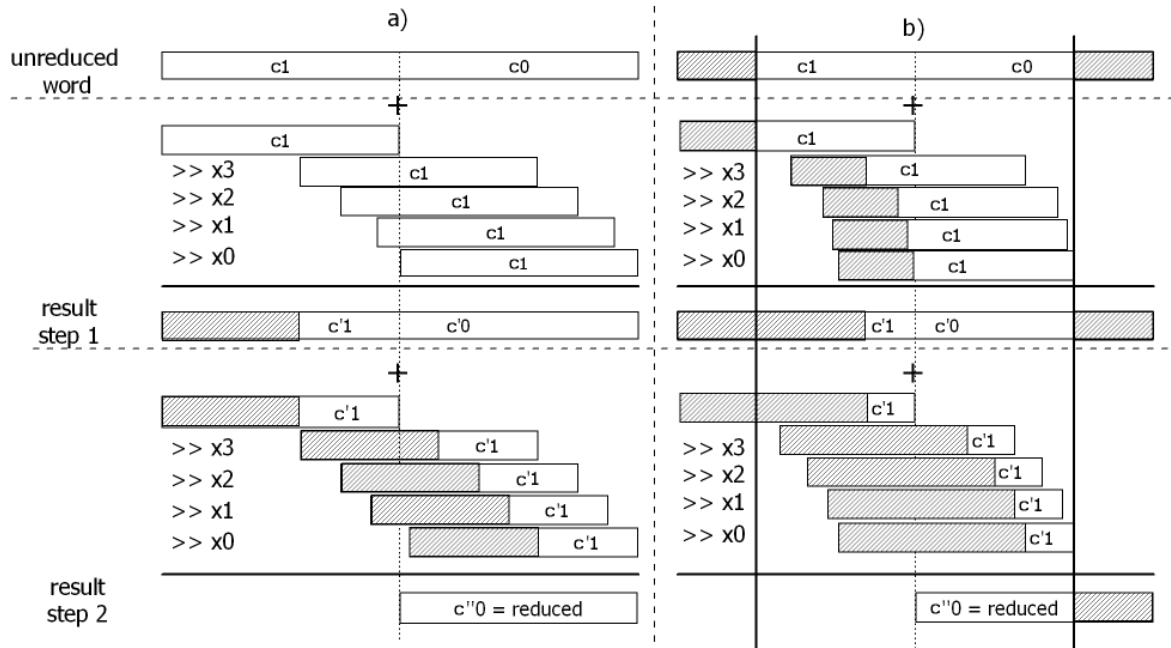 a)
b)
unreduced
word
c1 c0
c1 c0
+
+
c1
c1
>> x3 c1
>> x3 c1
>> x2 c1
>> x2 c1
>> x1 c1
>> x1 c1
>> x0 c1
>> x0 c1
result
step 1
c'1 c'0
c'1 c'0
+
+
c'1
c'1
>> x3 c'1
>> x3 c'1
>> x2 c'1
>> x2 c'1
>> x1 c'1
>> x1 c'1
>> x0 c'1
>> x0 c'1
result
step 2
c''0 = reduced
c''0 = reduced